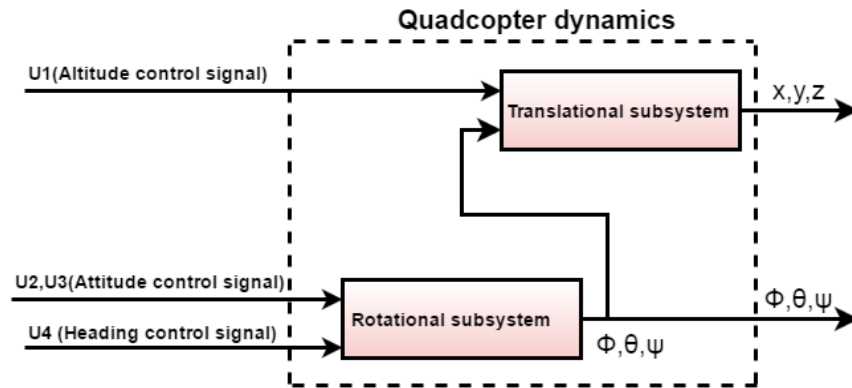 Quadcopter dynamics
U1(Altitude control signal)
Translational subsystem
x,y,z
U2,U3(Attitude control signal)
Rotational subsystem
Φ,θ,ψ
U4 (Heading control signal)
Φ,θ,ψ